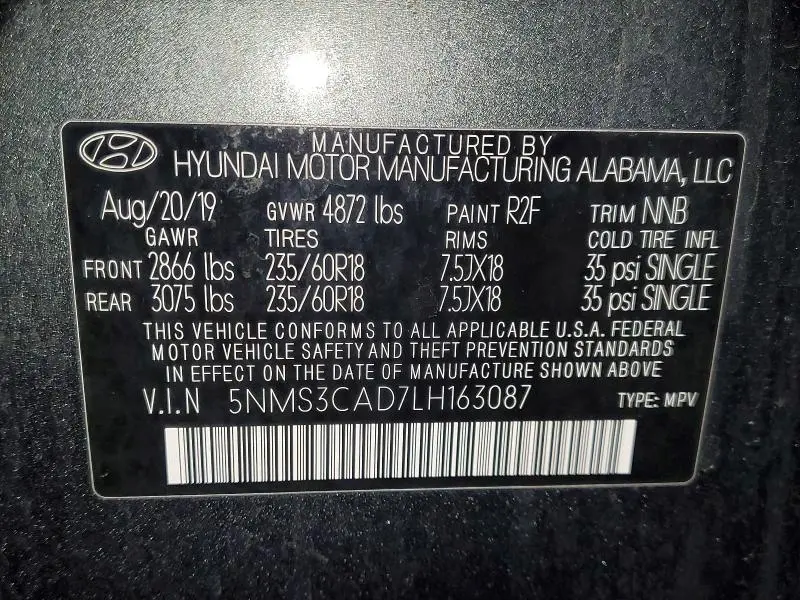 MANUFACTURED BY
HYUNDAI MOTOR MANUFACTURING ALABAMA, LLC
Aug/20/19 GVWR 4872 lbs PAINT R2F TRIM NNB
GAWR TIRES RIMS COLD TIRE INFL
FRONT 2866 lbs 235/60R18 7.5JX18 35 psi SINGLE
REAR 3075 lbs 235/60R18 7.5JX18 35 psi SINGLE
THIS VEHICLE CONFORMS TO ALL APPLICABLE U.S.A. FEDERAL
MOTOR VEHICLE SAFETY AND THEFT PREVENTION STANDARDS
IN EFFECT ON THE DATE OF MANUFACTURE SHOWN ABOVE
V.I.N 5NMS3CAD7LH163087 TYPE: MPV